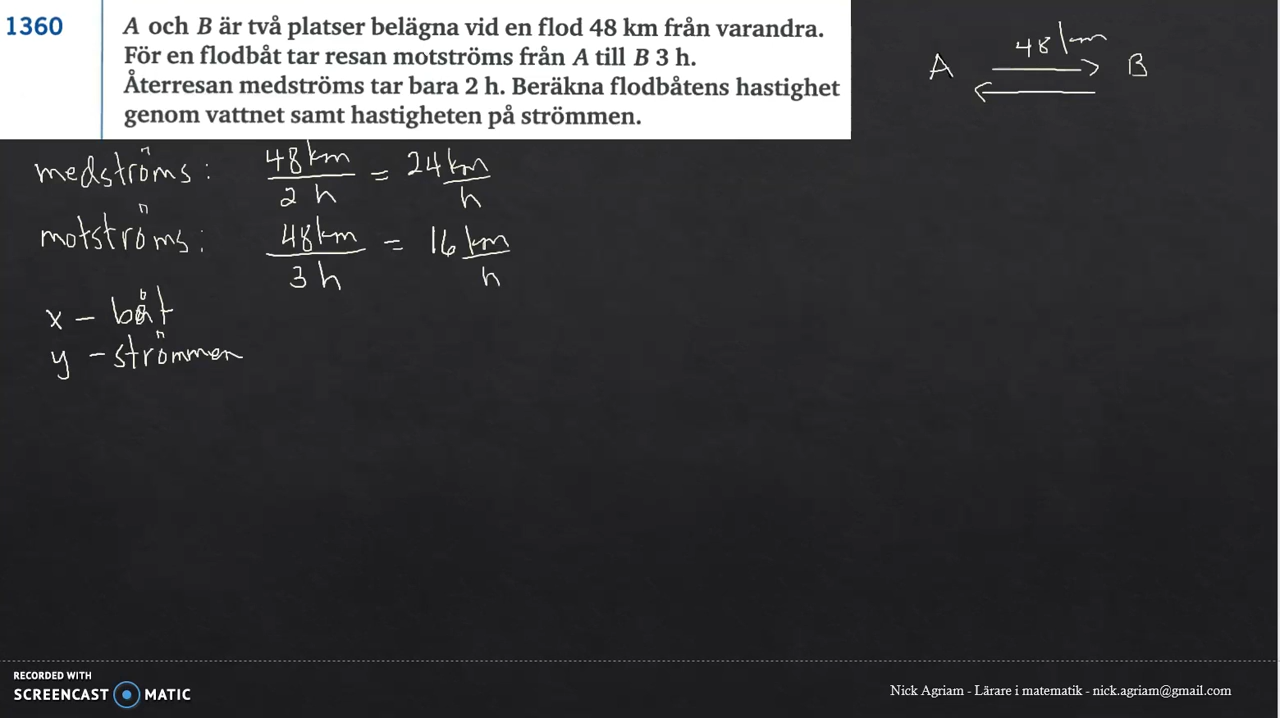 1360
A och B är två platser belägna vid en flod 48 km från varandra.
För en flodbåt tar resan motströms från A till B 3 h.
Återresan medströms tar bara 2 h. Beräkna flodbåtens hastighet
genom vattnet samt hastigheten på strömmen.
48 km
A B
medströms: 48 km / 2 h = 24 km / h
motströms: 48 km / 3 h = 16 km / h
x - båt
y - strömmen
RECORDED WITH
SCREENCAST MATIC
Nick Agriam - Lärare i matematik - nick.agriam@gmail.com